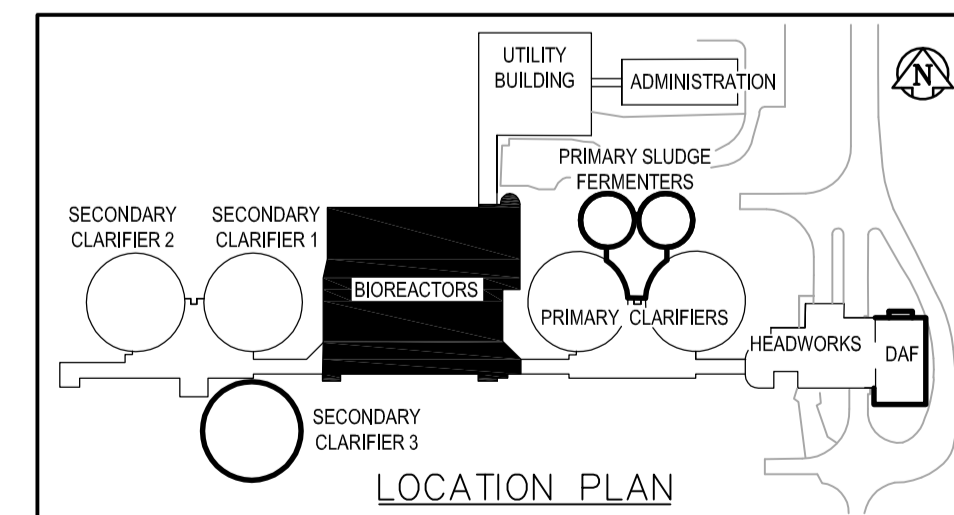 UTILITY
BUILDING
ADMINISTRATION
N
PRIMARY SLUDGE
FERMENTERS
SECONDARY
CLARIFIER 2
SECONDARY
CLARIFIER 1
BIOREACTORS
PRIMARY CLARIFIERS
HEADWORKS
DAF
SECONDARY
CLARIFIER 3
LOCATION PLAN